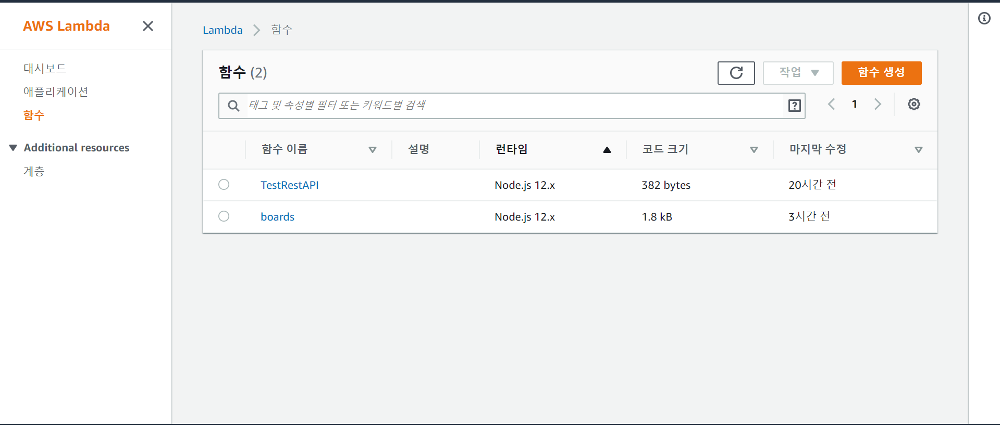 AWS Lambda
대시보드
애플리케이션
함수
Additional resources
계층
Lambda 함수
함수 (2)
작업
함수 생성
태그 및 속성별 필터 또는 키워드별 검색
1
함수 이름 설명 런타임 코드 크기 마지막 수정
TestRestAPI Node.js 12.x 382 bytes 20시간 전
boards Node.js 12.x 1.8 kB 3시간 전